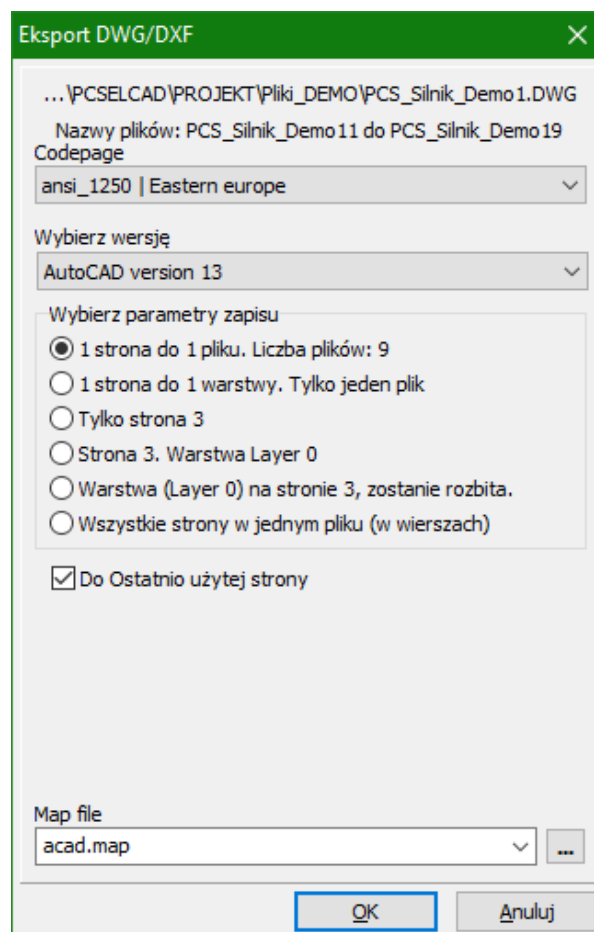 Eksport DWG/DXF
...\PCSELCAD\PROJEKT\Pliki_DEMO\PCS_Silnik_Demo1.DWG
Nazwy plików: PCS_Silnik_Demo11 do PCS_Silnik_Demo19
Codepage
ansi_1250 | Eastern europe
Wybierz wersję
AutoCAD version 13
Wybierz parametry zapisu
1 strona do 1 pliku. Liczba plików: 9
1 strona do 1 warstwy. Tylko jeden plik
Tylko strona 3
Strona 3. Warstwa Layer 0
Warstwa (Layer 0) na stronie 3, zostanie rozbita.
Wszystkie strony w jednym pliku (w wierszach)
Do Ostatnio użytej strony
Map file
acad.map
...
OK Anuluj